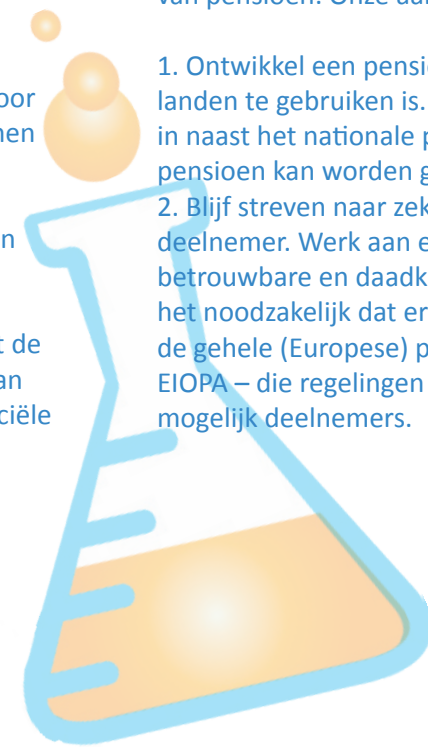 oor
nen
n
t de
an
ciële
van pensioen. Onze aan
1. Ontwikkel een pensio
landen te gebruiken is.
in naast het nationale p
pensioen kan worden g
2. Blijf streven naar zek
deelnemer. Werk aan e
betrouwbare en daadk
het noodzakelijk dat er
de gehele (Europese) p
EIOPA – die regelingen
mogelijk deelnemers.